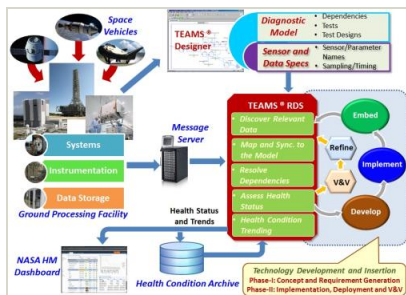 Space
Vehicles
TEAMS ®
Designer
Diagnostic
Model
• Dependencies
• Tests
• Test Designs
Sensor and
Data Specs
• Sensor/Parameter
Names
• Sampling/Timing
TEAMS ® RDS
• Discover Relevant
Data
• Map and Sync. to
the Model
• Resolve
Dependencies
• Assess Health
Status
• Health Condition
Trending
Embed
Refine
Implement
V&V
Develop
Message
Server
Systems
Instrumentation
Data Storage
Ground Processing Facility
Health Status
and Trends
NASA HM
Dashboard
Health Condition Archive
Technology Development and Insertion
Phase-I: Concept and Requirement Generation
Phase-II: Implementation, Deployment and V&V